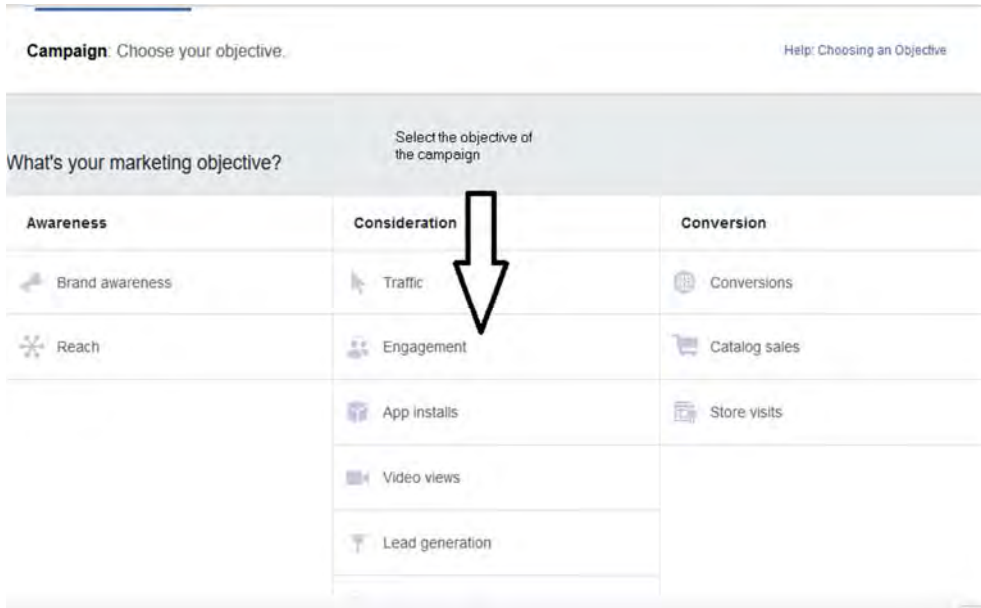 Campaign: Choose your objective.
Help: Choosing an Objective
Select the objective of
the campaign
What's your marketing objective?
Awareness
Consideration
Conversion
Brand awareness
Traffic
Conversions
Reach
Engagement
Catalog sales
App installs
Store visits
Video views
Lead generation